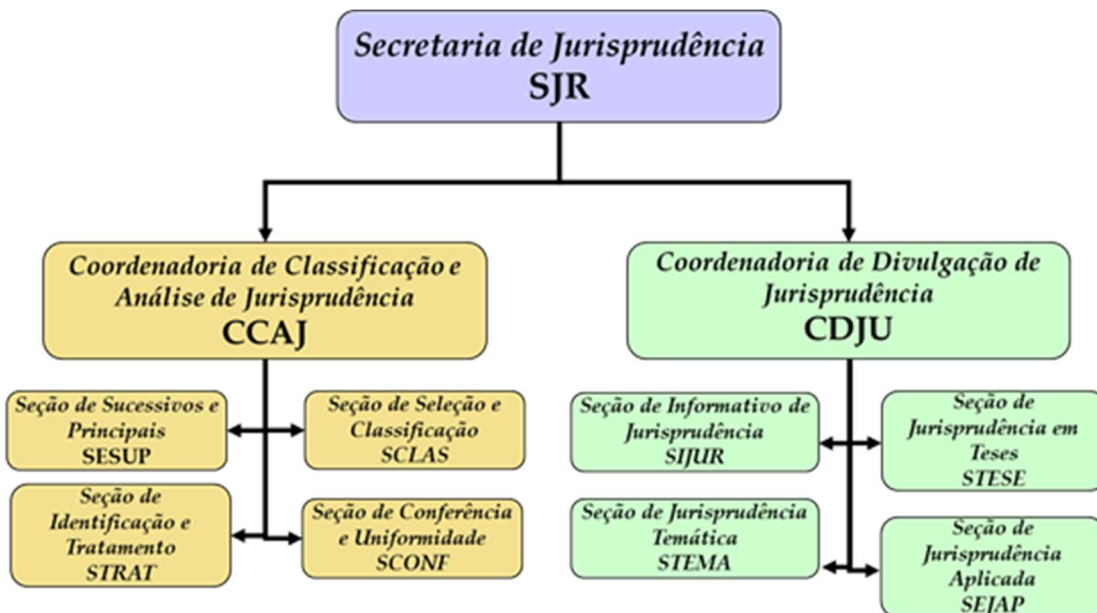 Secretaria de Jurisprudência
SJR
Coordenadoria de Classificação e
Análise de Jurisprudência
CCAJ
Coordenadoria de Divulgação de
Jurisprudência
CDJU
Seção de Sucessivos e
Principais
SESUP
Seção de Seleção e
Classificação
SCLAS
Seção de
Identificação e
Tratamento
STRAT
Seção de Conferência
e Uniformidade
SCONF
Seção de Informativo de
Jurisprudência
SIJUR
Seção de
Jurisprudência em
Teses
STESE
Seção de Jurisprudência
Temática
STEMA
Seção de
Jurisprudência
Aplicada
SEJAP